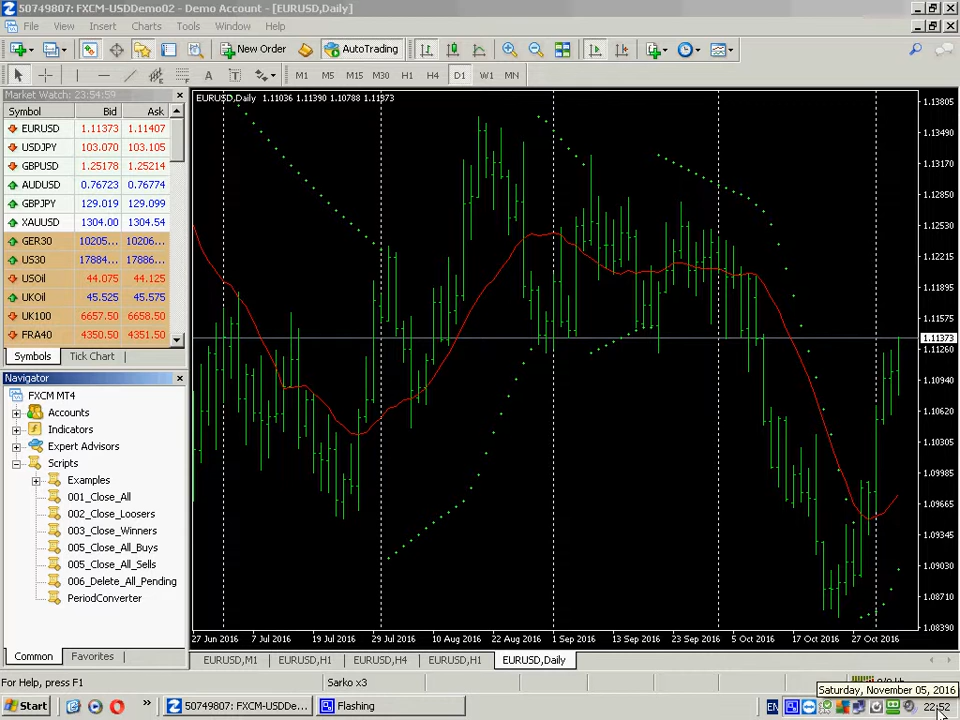 50749807: FXCM-USDDemo02 - Demo Account - [EURUSD,Daily]
File View Insert Charts Tools Window Help
New Order AutoTrading
A T M1 M5 M15 M30 H1 H4 D1 W1 MN
Market Watch: 23:54:59
Symbol Bid Ask
EURUSD 1.11373 1.11407
USDJPY 103.070 103.105
GBPUSD 1.25178 1.25214
AUDUSD 0.76723 0.76774
GBPJPY 129.019 129.099
XAUUSD 1304.00 1304.54
GER30 10205... 10206...
US30 17884... 17886...
USOil 44.075 44.125
UKOil 45.525 45.575
UK100 6657.50 6658.50
FRA40 4350.50 4351.50
Symbols Tick Chart
Navigator
FXCM MT4
Accounts
Indicators
Expert Advisors
Scripts
Examples
001_Close_All
002_Close_Loosers
003_Close_Winners
005_Close_All_Buys
005_Close_All_Sells
006_Delete_All_Pending
PeriodConverter
Common Favorites
EURUSD,Daily 1.11036 1.11390 1.10788 1.11373
1.13805
1.13490
1.13170
1.12850
1.12530
1.12215
1.11895
1.11575
1.11373
1.11260
1.10940
1.10620
1.10305
1.09985
1.09665
1.09345
1.09030
1.08710
1.08390
27 Jun 2016 7 Jul 2016 19 Jul 2016 29 Jul 2016 10 Aug 2016 22 Aug 2016 1 Sep 2016 13 Sep 2016 23 Sep 2016 5 Oct 2016 17 Oct 2016 27 Oct 2016
EURUSD,M1 EURUSD,H1 EURUSD,H4 EURUSD,H1 EURUSD,Daily
For Help, press F1 Sarko x3
Saturday, November 05, 2016
Start » 50749807: FXCM-USDDe... Flashing EN 22:52